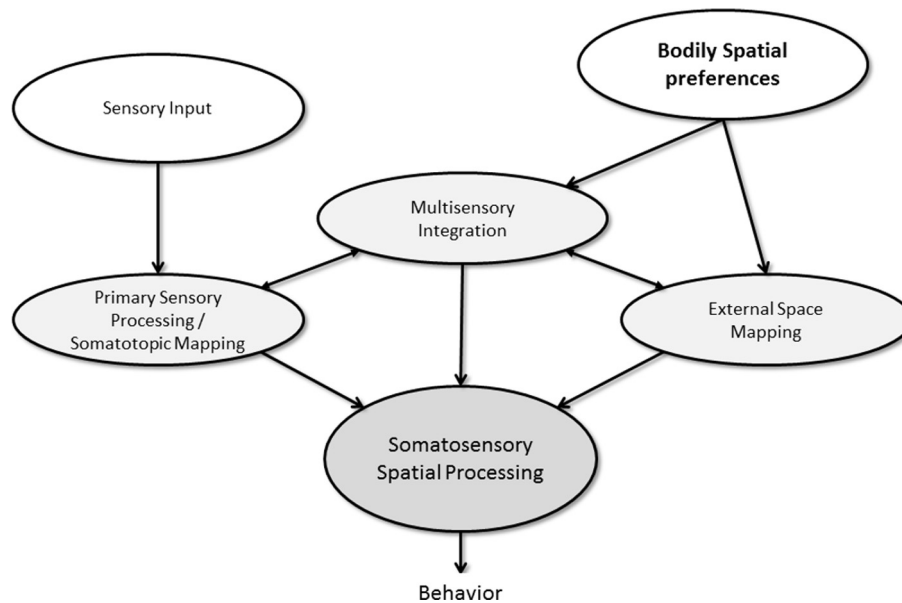 Bodily Spatial
preferences
Sensory Input
Multisensory
Integration
Primary Sensory
Processing /
Somatotopic Mapping
External Space
Mapping
Somatosensory
Spatial Processing
Behavior